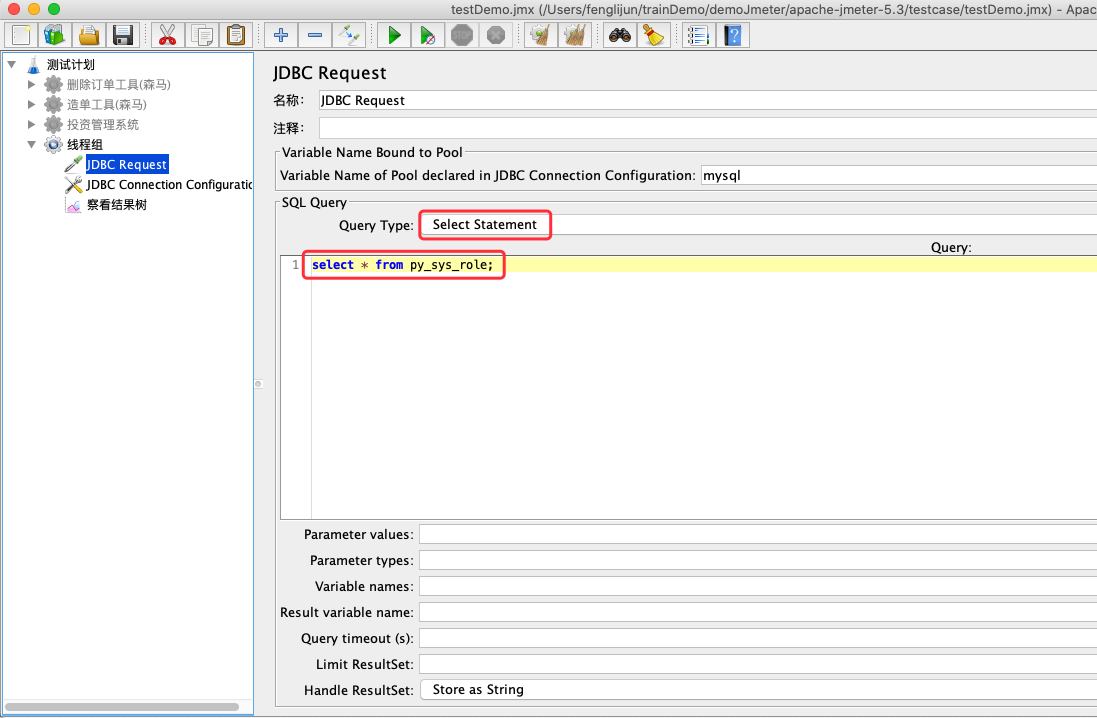 testDemo.jmx (/Users/fenglijun/trainDemo/demoJmeter/apache-jmeter-5.3/testcase/testDemo.jmx) - Apac
STOP
?
测试计划
删除订单工具(森马)
造单工具(森马)
投资管理系统
线程组
JDBC Request
JDBC Connection Configuratic
察看结果树
JDBC Request
名称: JDBC Request
注释:
Variable Name Bound to Pool
Variable Name of Pool declared in JDBC Connection Configuration: mysql
SQL Query
Query Type: Select Statement
Query:
1 select * from py_sys_role;
Parameter values:
Parameter types:
Variable names:
Result variable name:
Query timeout (s):
Limit ResultSet:
Handle ResultSet: Store as String